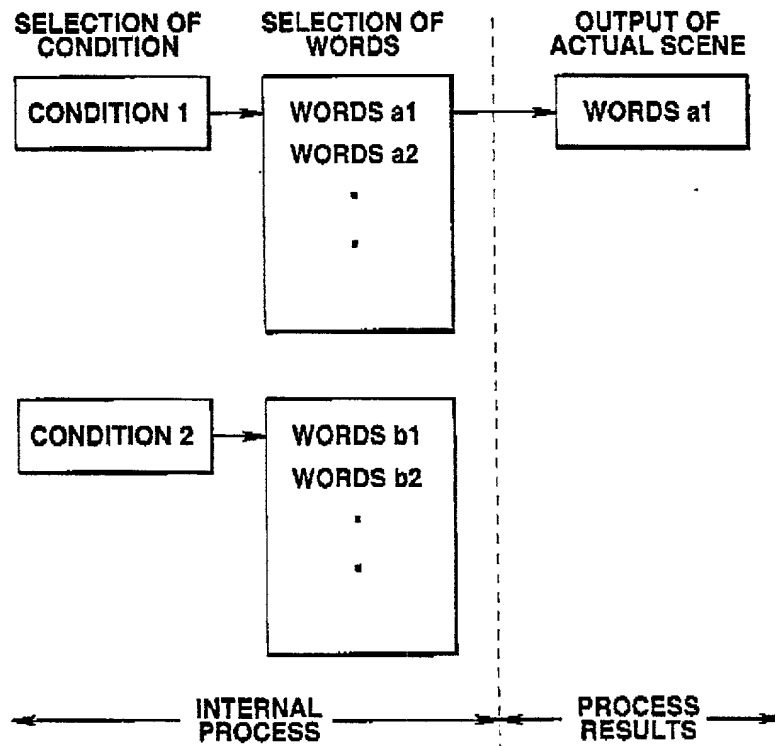 SELECTION OF
CONDITION
SELECTION OF
WORDS
OUTPUT OF
ACTUAL SCENE
CONDITION 1
WORDS a1
WORDS a2
WORDS a1
CONDITION 2
WORDS b1
WORDS b2
INTERNAL
PROCESS
PROCESS
RESULTS